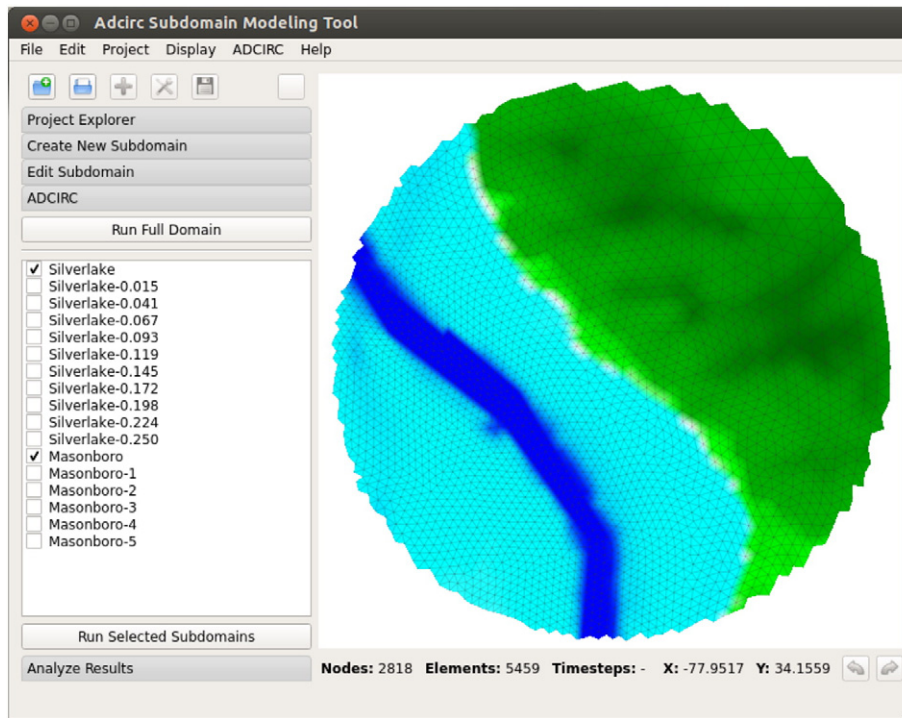 Adcirc Subdomain Modeling Tool
File Edit Project Display ADCIRC Help
Project Explorer
Create New Subdomain
Edit Subdomain
ADCIRC
Run Full Domain
Silverlake
Silverlake-0.015
Silverlake-0.041
Silverlake-0.067
Silverlake-0.093
Silverlake-0.119
Silverlake-0.145
Silverlake-0.172
Silverlake-0.198
Silverlake-0.224
Silverlake-0.250
Masonboro
Masonboro-1
Masonboro-2
Masonboro-3
Masonboro-4
Masonboro-5
Run Selected Subdomains
Analyze Results
Nodes: 2818 Elements: 5459 Timesteps: - X: -77.9517 Y: 34.1559